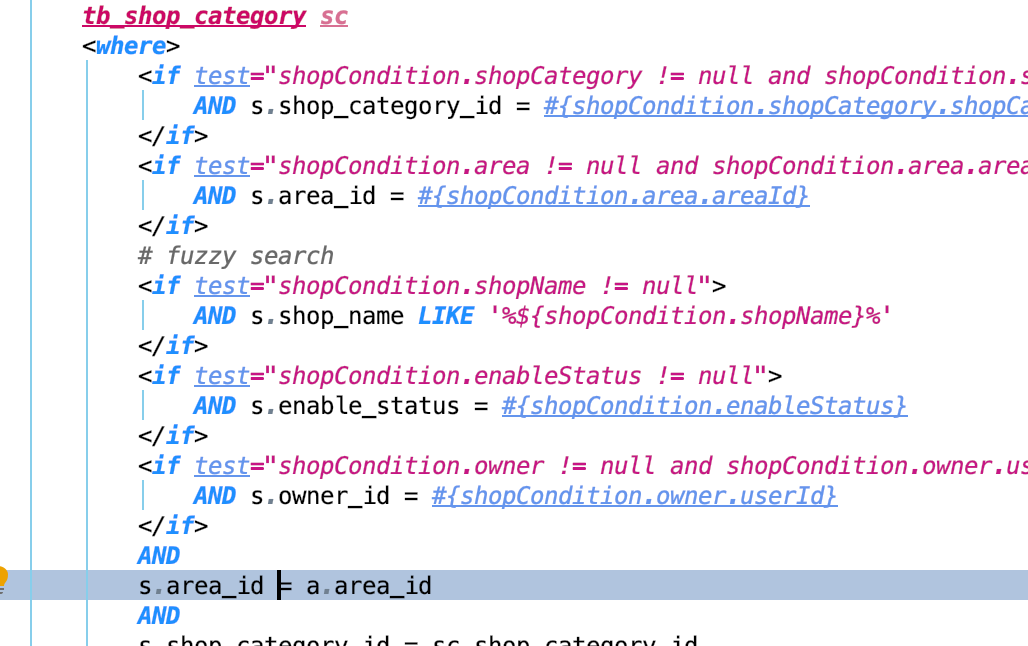 tb_shop_category sc
<where>
<if test="shopCondition.shopCategory != null and shopCondition.s
AND s.shop_category_id = #{shopCondition.shopCategory.shopCa
</if>
<if test="shopCondition.area != null and shopCondition.area.area
AND s.area_id = #{shopCondition.area.areaId}
</if>
# fuzzy search
<if test="shopCondition.shopName != null">
AND s.shop_name LIKE '%${shopCondition.shopName}%'
</if>
<if test="shopCondition.enableStatus != null">
AND s.enable_status = #{shopCondition.enableStatus}
</if>
<if test="shopCondition.owner != null and shopCondition.owner.us
AND s.owner_id = #{shopCondition.owner.userId}
</if>
AND
s.area_id = a.area_id
AND
s.shop_category_id = sc.shop_category_id